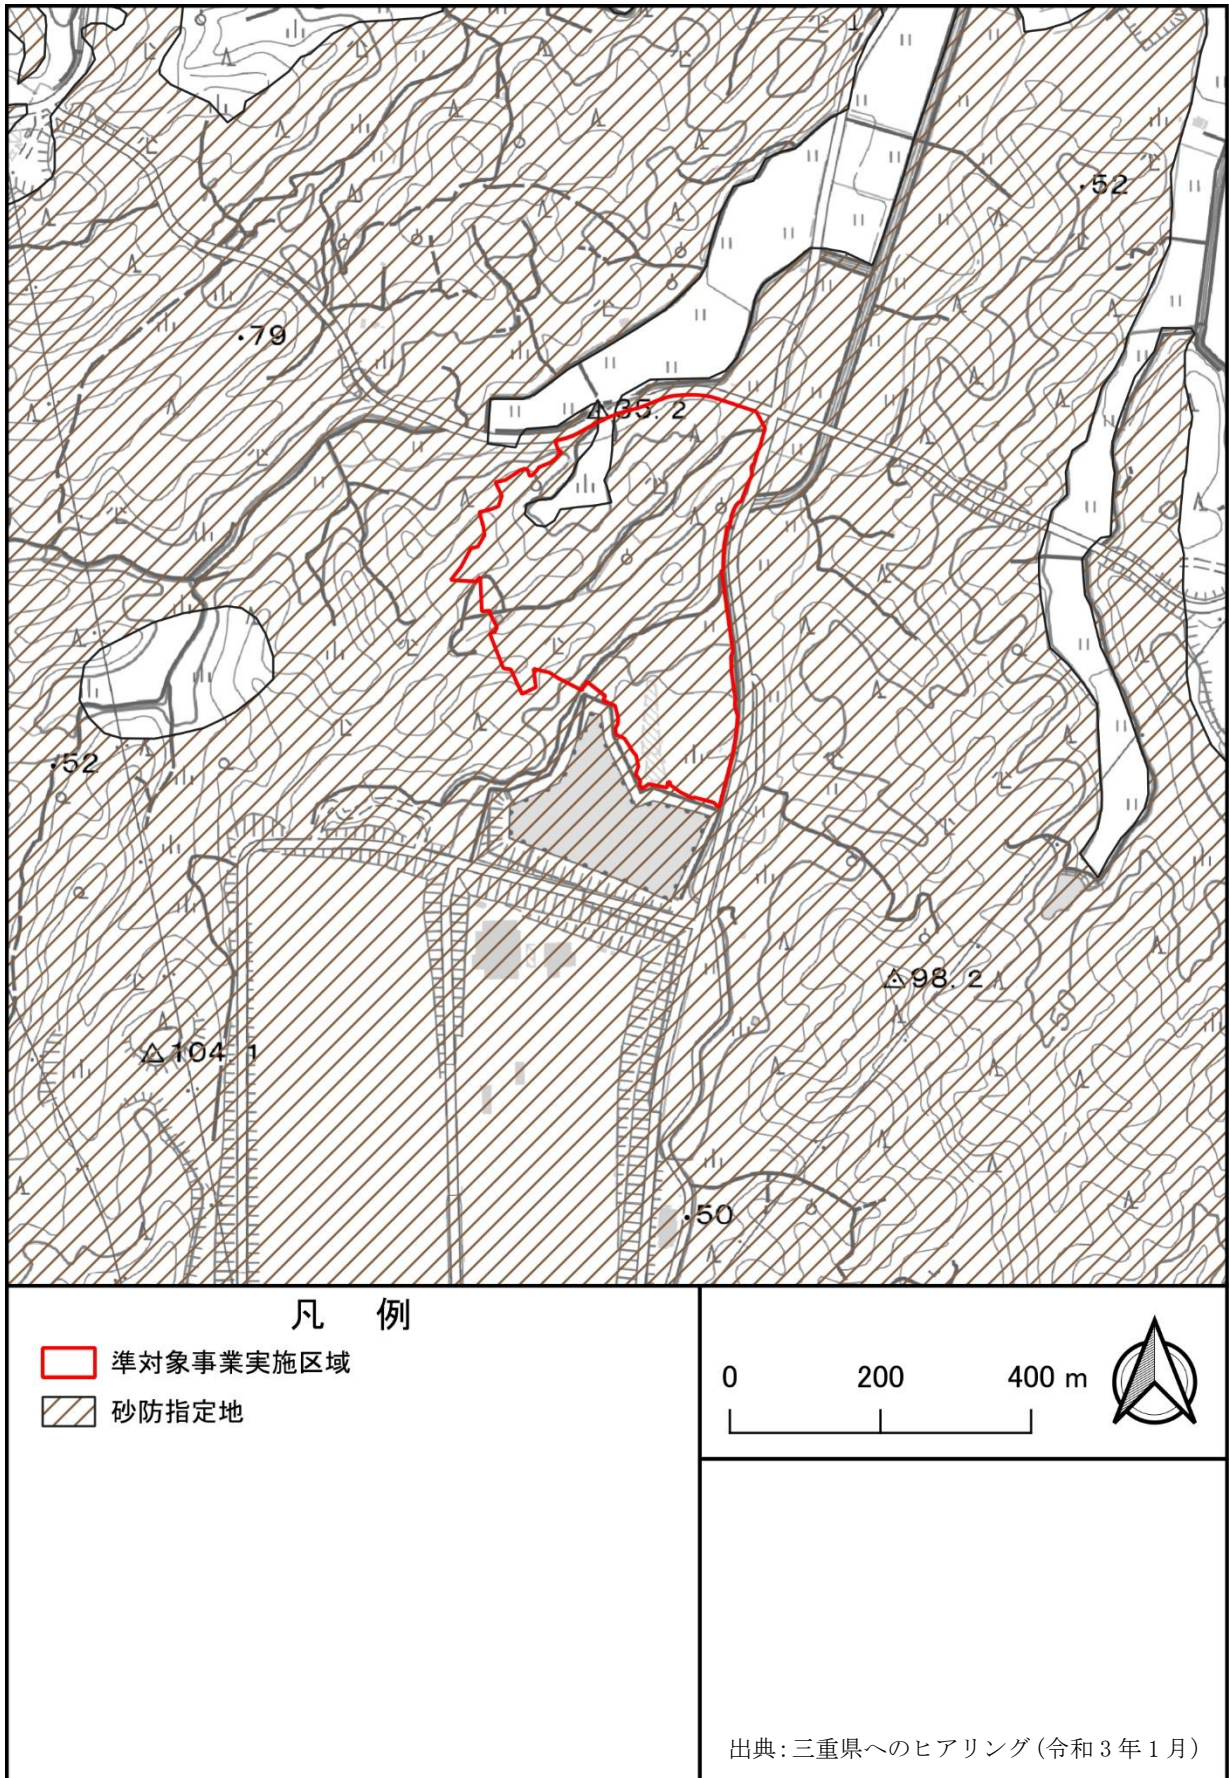 ・52
・79
△35.2
・52
△98.2
△104.1
・50
凡 例
準対象事業実施区域
砂防指定地
0 200 400 m
出典：三重県へのヒアリング（令和３年１月）